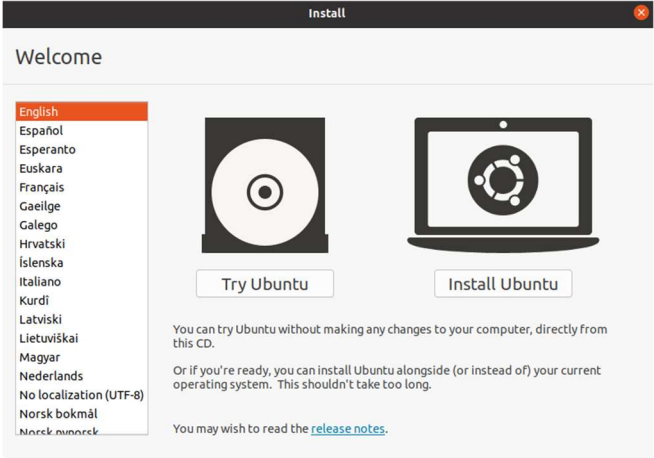 Install
Welcome
English
Español
Esperanto
Euskara
Français
Gaeilge
Galego
Hrvatski
Íslenska
Italiano
Kurdî
Latviski
Lietuviškai
Magyar
Nederlands
No localization (UTF-8)
Norsk bokmål
Norsk nynorsk
Try Ubuntu
Install Ubuntu
You can try Ubuntu without making any changes to your computer, directly from
this CD.
Or if you're ready, you can install Ubuntu alongside (or instead of) your current
operating system. This shouldn't take too long.
You may wish to read the release notes.